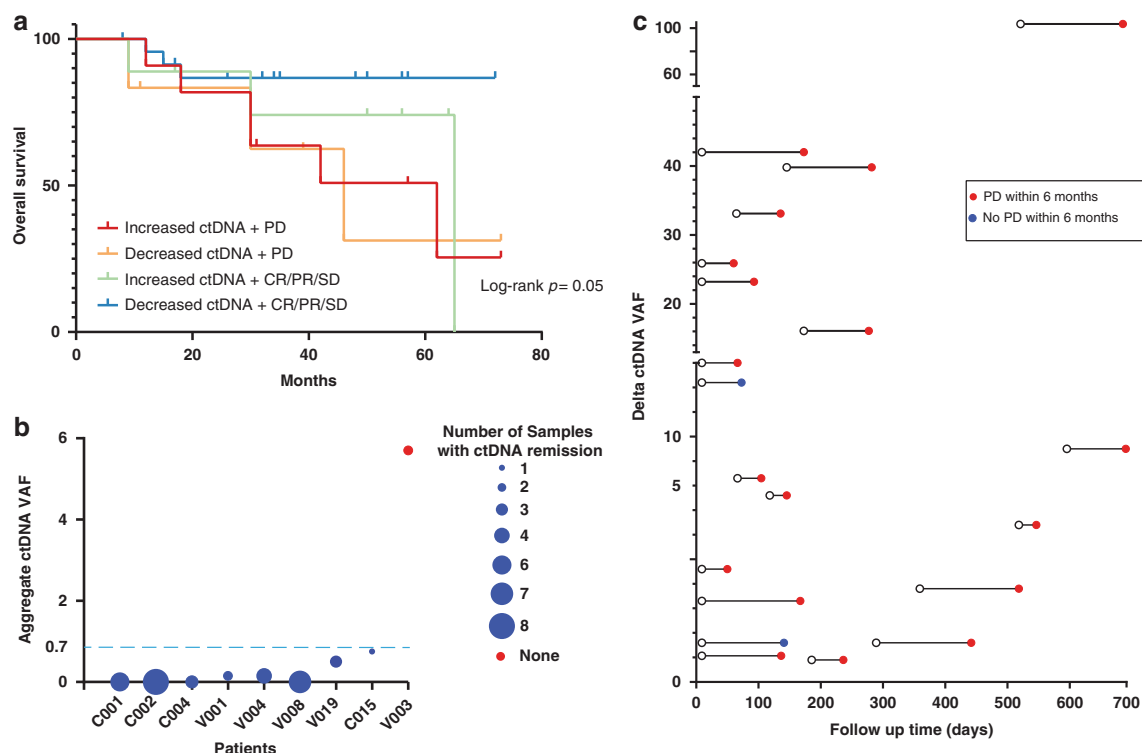 a
100
50
0
Overall survival
Increased ctDNA + PD
Decreased ctDNA + PD
Increased ctDNA + CR/PR/SD
Decreased ctDNA + CR/PR/SD
Log-rank p= 0.05
0 20 40 60 80
Months
b
6
4
2
0.7
0
Aggregate ctDNA VAF
C001 C002 C004 V001 V004 V008 V019 C015 V003
Patients
Number of Samples
with ctDNA remission
1
2
3
4
6
7
8
None
c
100
60
40
30
20
10
5
0
Delta ctDNA VAF
PD within 6 months
No PD within 6 months
0 100 200 300 400 500 600 700
Follow up time (days)